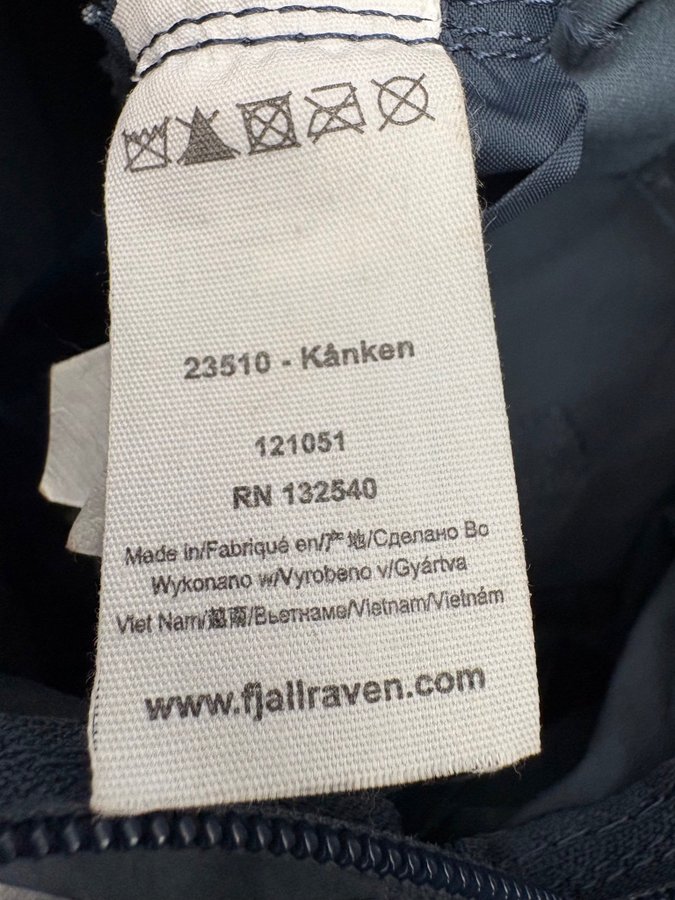 23510 - Kånken
121051
RN 132540
Made in/Fabriqué en/产地/Сделано Во
Wykonano w/Vyrobeno v/Gyártva
Viet Nam/越南/Вьетнаме/Vietnam/Vietnám
www.fjallraven.com